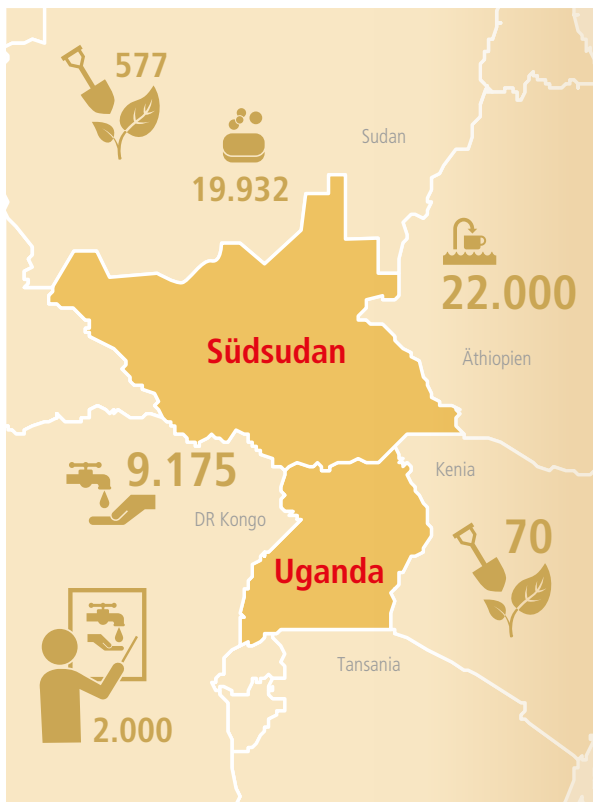 577
Sudan
19.932
22.000
Südsudan
Äthiopien
9.175
Kenia
DR Kongo
70
Uganda
Tansania
2.000